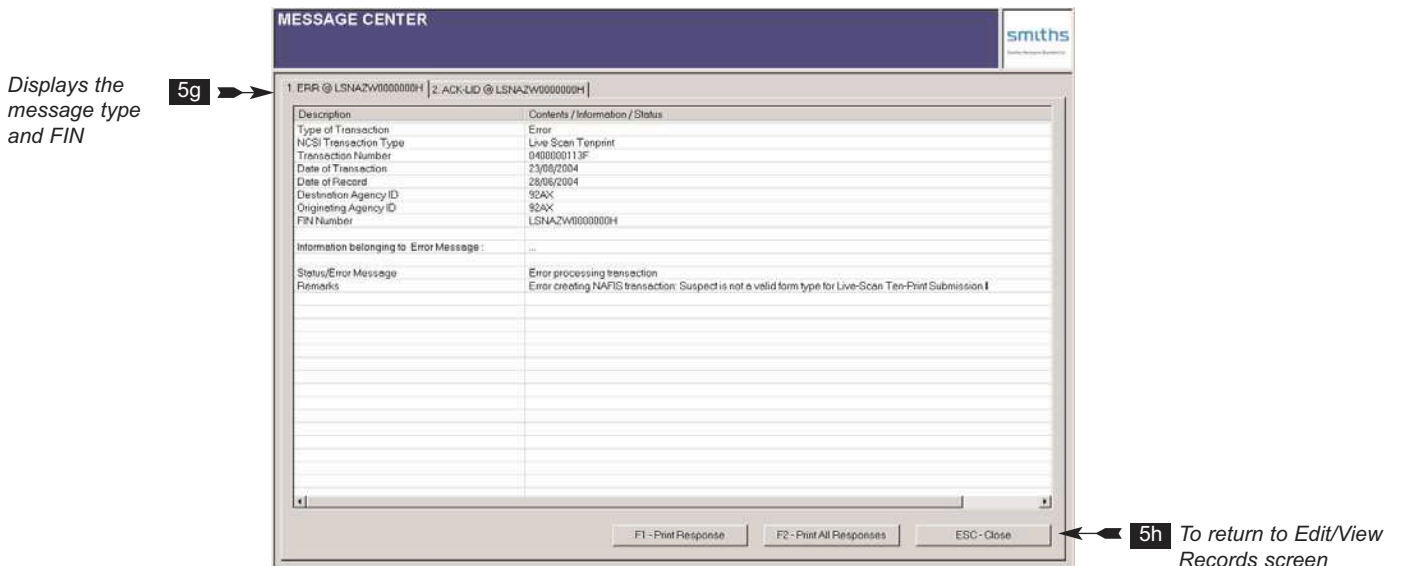 MESSAGE CENTER
smiths
Displays the
message type
and FIN
5g
1. ERR @ LSNAZW0000000H
2. ACK-LID @ LSNAZW0000000H
Description Contents / Information / Status
Type of Transaction Error
NCSI Transaction Type Live Scan Tenprint
Transaction Number 0400000113F
Date of Transaction 23/08/2004
Date of Record 28/06/2004
Destination Agency ID 92AX
Originating Agency ID 92AX
FIN Number LSNAZW0000000H
Information belonging to Error Message : ...
Status/Error Message Error processing transaction
Remarks Error creating NAFIS transaction: Suspect is not a valid form type for Live-Scan Ten-Print Submission
F1 - Print Response
F2 - Print All Responses
ESC - Close
5h
To return to Edit/View
Records screen